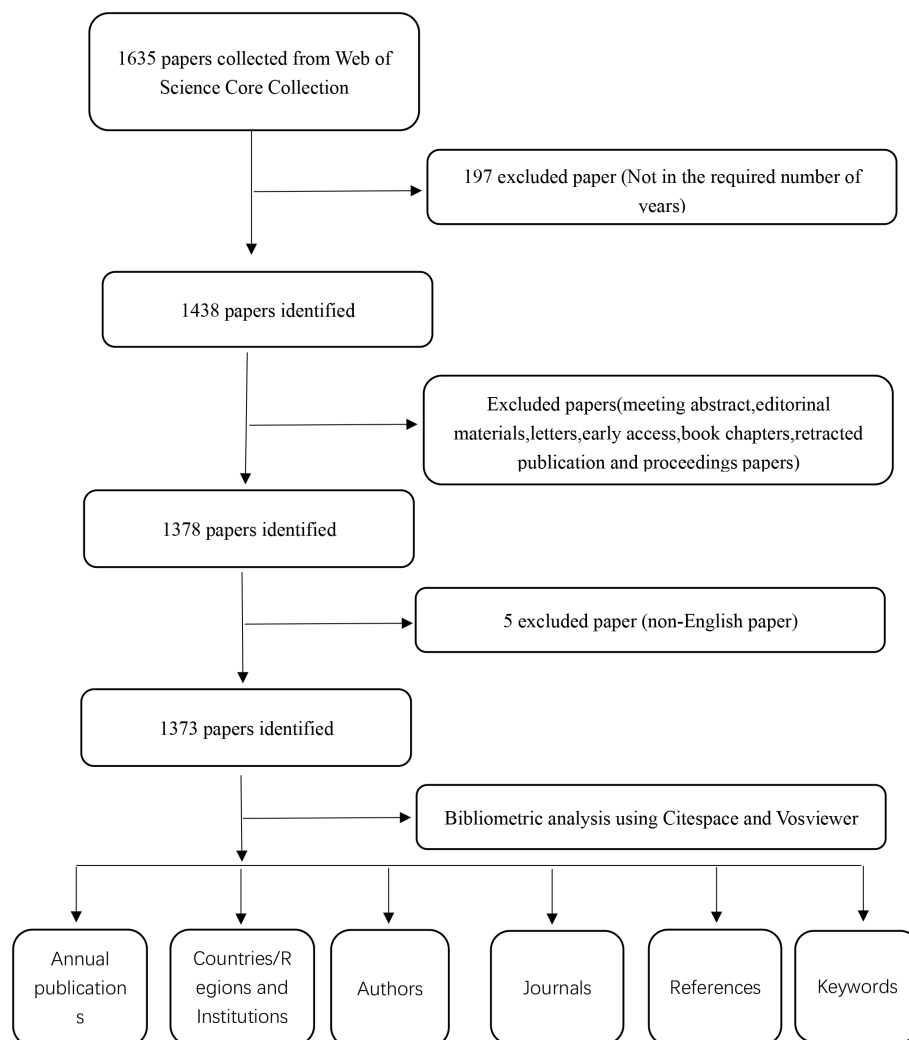 1635 papers collected from Web of
Science Core Collection
197 excluded paper (Not in the required number of
years)
1438 papers identified
Excluded papers(meeting abstract,editorinal
materials,letters,early access,book chapters,retracted
publication and proceedings papers)
1378 papers identified
5 excluded paper (non-English paper)
1373 papers identified
Bibliometric analysis using Citespace and Vosviewer
Annual
publication
s
Countries/R
egions and
Institutions
Authors
Journals
References
Keywords